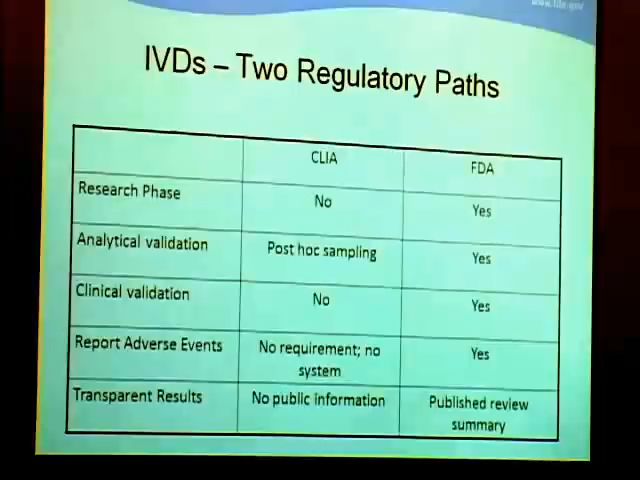 IVDs – Two Regulatory Paths
CLIA FDA
Research Phase No Yes
Analytical validation Post hoc sampling Yes
Clinical validation No Yes
Report Adverse Events No requirement; no system Yes
Transparent Results No public information Published review summary